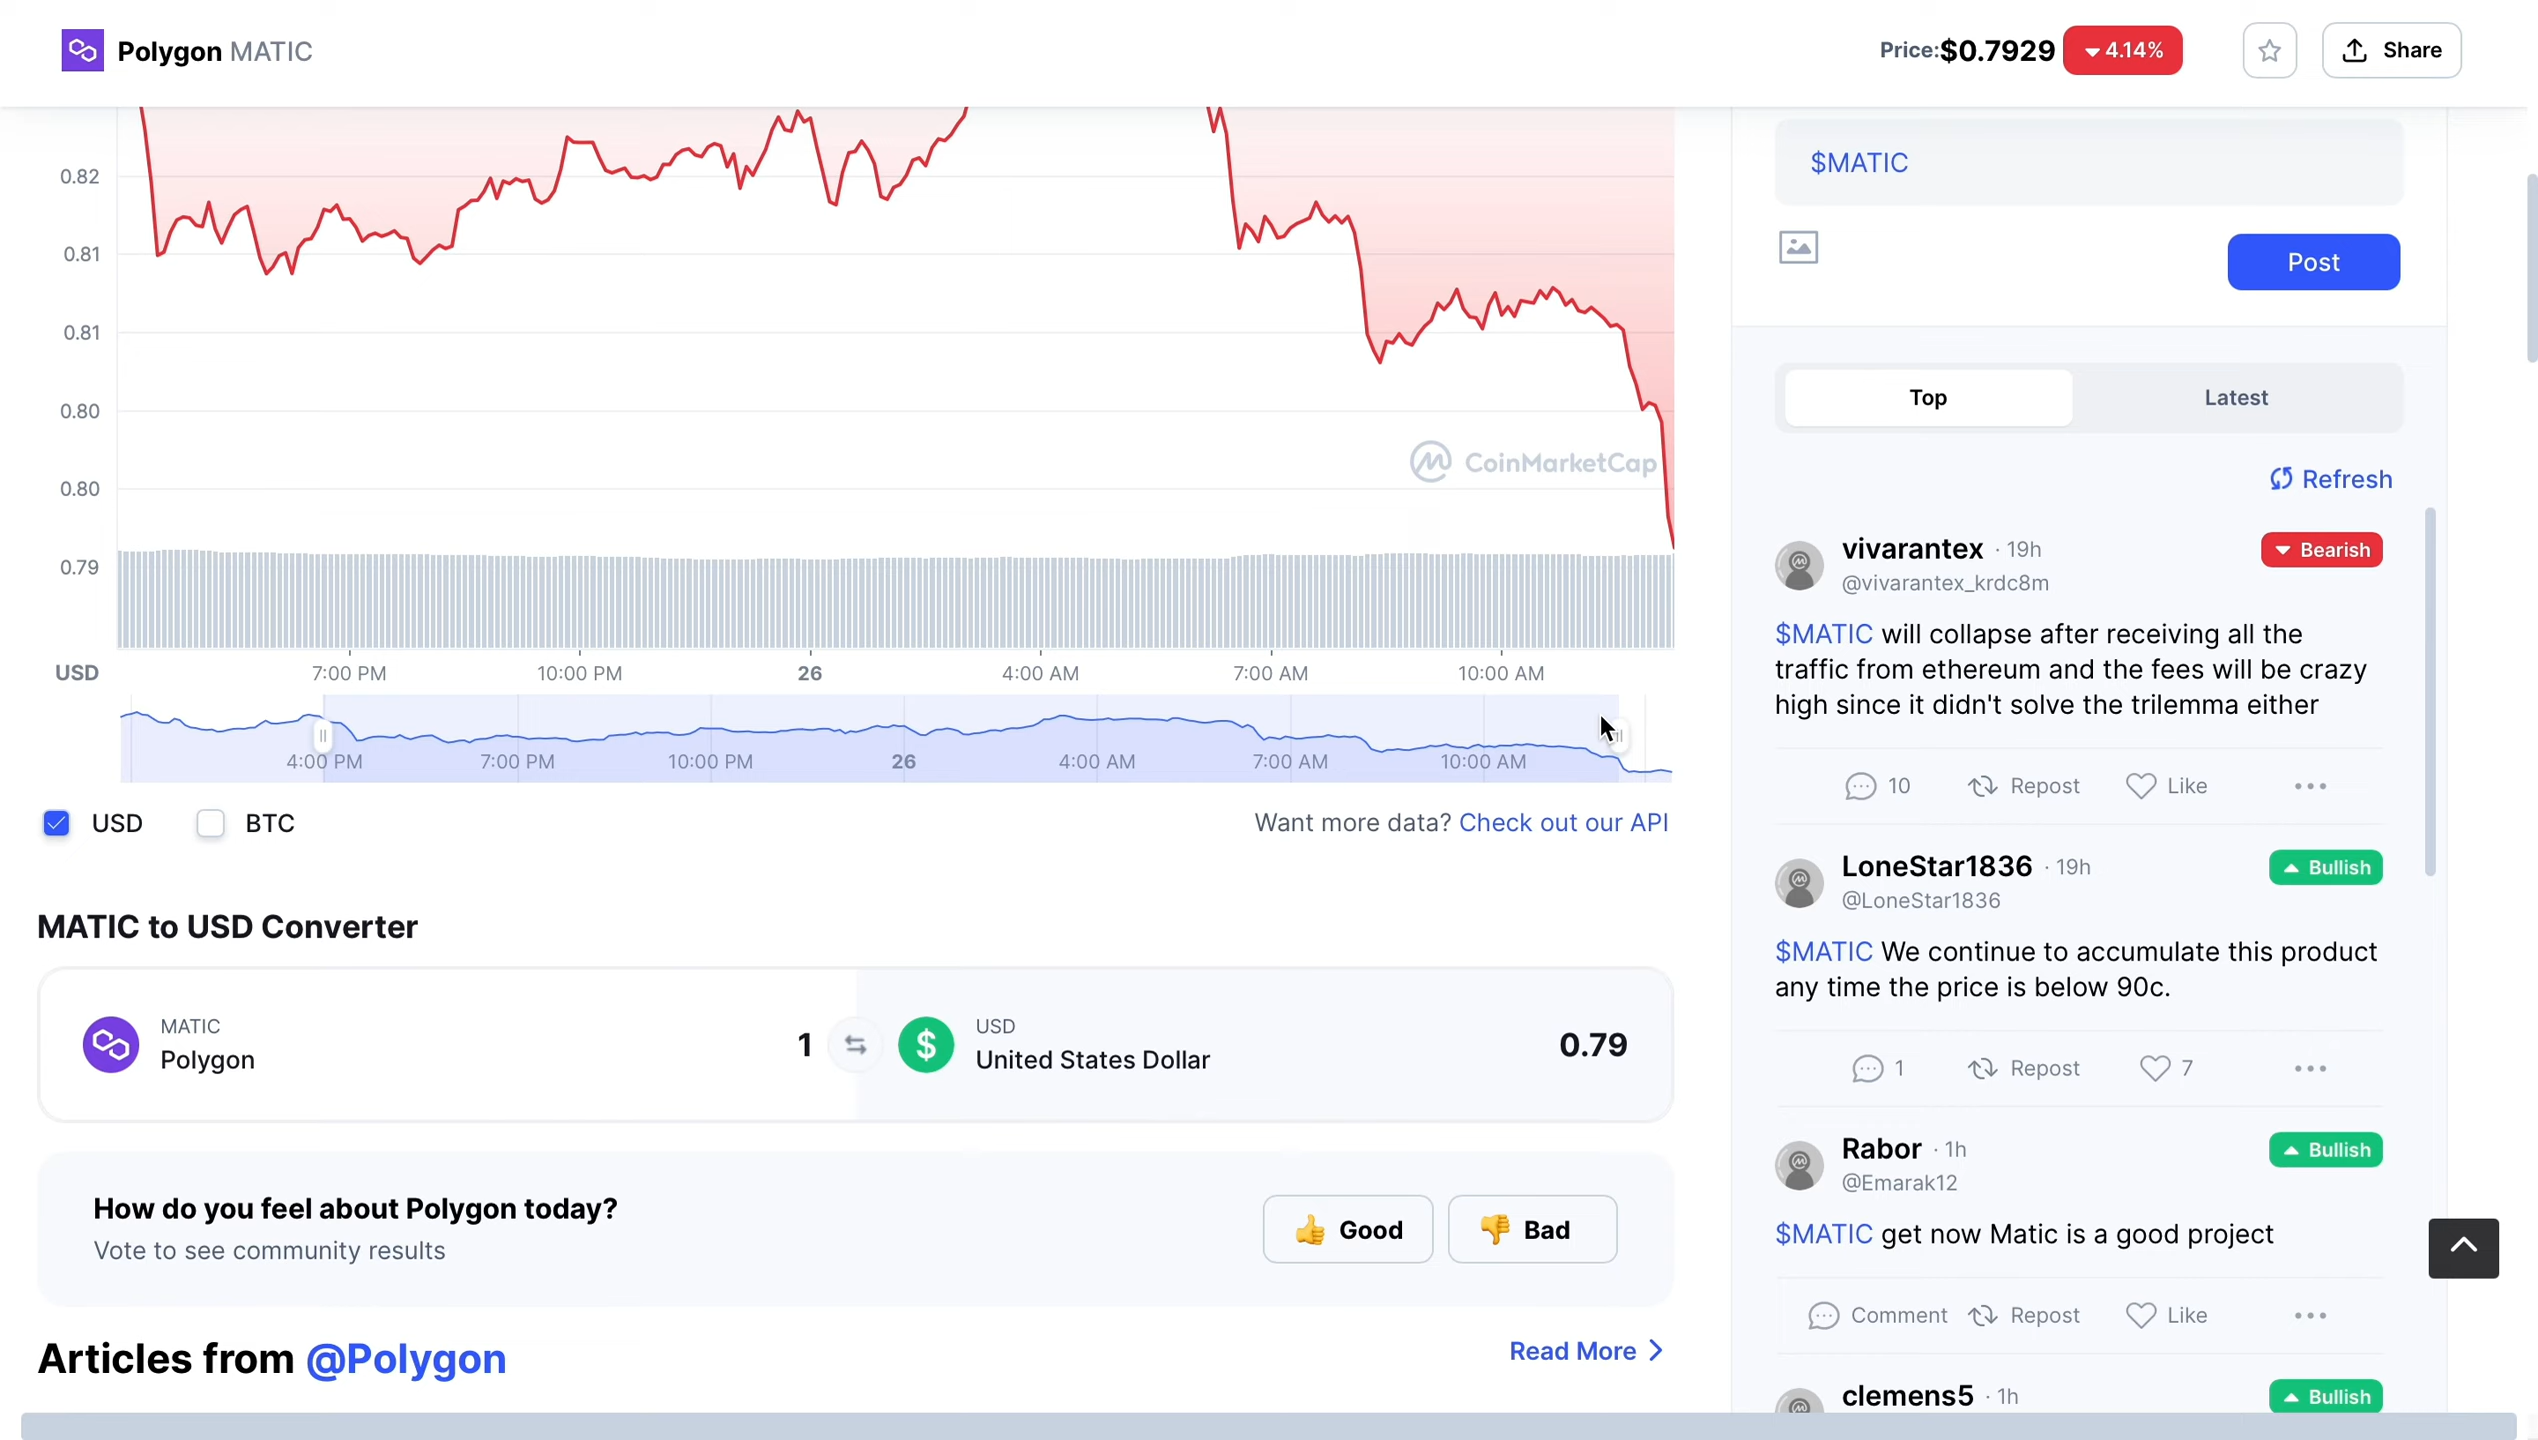 Polygon MATIC
Price:$0.7929
4.14%
Share
0.82
0.81
0.81
0.80
0.80
0.79
CoinMarketCap
USD
7:00 PM
10:00 PM
26
4:00 AM
7:00 AM
10:00 AM
4:00 PM
7:00 PM
10:00 PM
26
4:00 AM
7:00 AM
10:00 AM
USD
BTC
Want more data? Check out our API
MATIC to USD Converter
MATIC
Polygon
1
USD
United States Dollar
0.79
How do you feel about Polygon today?
Vote to see community results
Good
Bad
Articles from @Polygon
Read More
$MATIC
Post
Top
Latest
Refresh
vivarantex · 19h
Bearish
@vivarantex_krdc8m
$MATIC will collapse after receiving all the
traffic from ethereum and the fees will be crazy
high since it didn't solve the trilemma either
10
Repost
Like
LoneStar1836 · 19h
Bullish
@LoneStar1836
$MATIC We continue to accumulate this product
any time the price is below 90c.
1
Repost
7
Rabor · 1h
Bullish
@Emarak12
$MATIC get now Matic is a good project
Comment
Repost
Like
clemens5 · 1h
Bullish